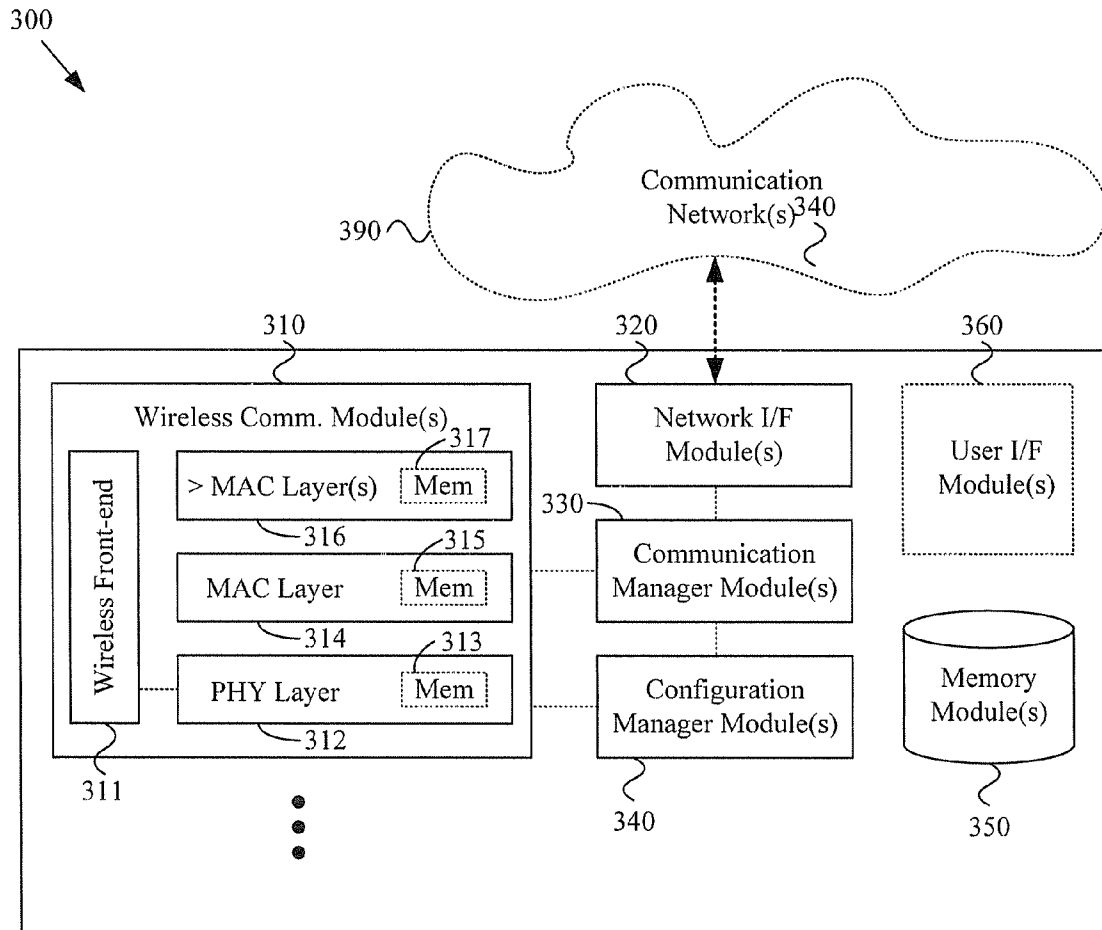 300
Communication
Network(s)
340
390
310
320
360
Wireless Comm. Module(s)
317
> MAC Layer(s)
Mem
316
315
MAC Layer
Mem
314
313
PHY Layer
Mem
312
Wireless Front-end
311
Network I/F
Module(s)
330
Communication
Manager Module(s)
Configuration
Manager Module(s)
340
User I/F
Module(s)
Memory
Module(s)
350